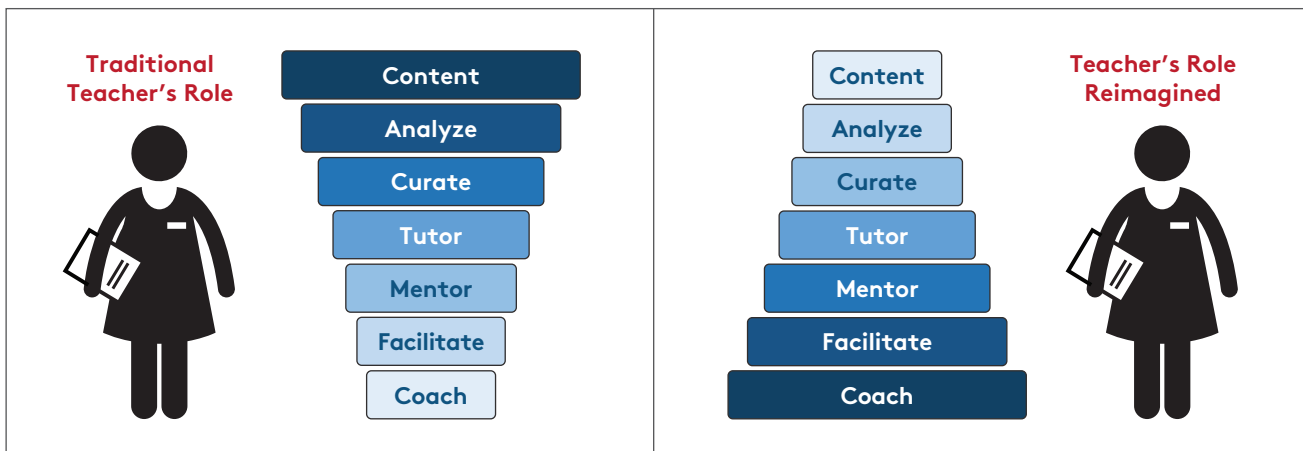 Traditional
Teacher's Role
Content
Analyze
Curate
Tutor
Mentor
Facilitate
Coach
Content
Analyze
Curate
Tutor
Mentor
Facilitate
Coach
Teacher's Role
Reimagined